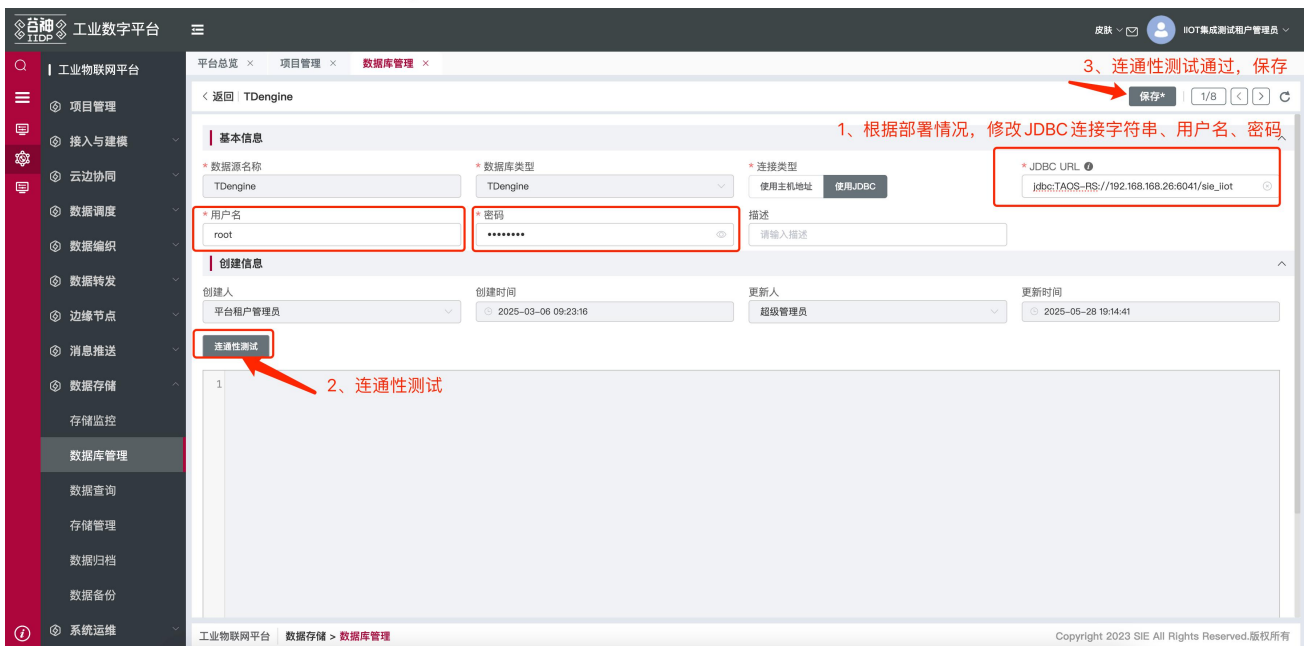 谷神 IIDP 工业数字平台
皮肤 IIOT集成测试租户管理员
工业物联网平台
平台总览 × 项目管理 × 数据库管理 ×
3、连通性测试通过，保存
< 返回 | TDengine
保存* 1/8 < >
项目管理
接入与建模
云边协同
数据调度
数据编织
数据转发
边缘节点
消息推送
数据存储
存储监控
数据库管理
数据查询
存储管理
数据归档
数据备份
系统运维
1、根据部署情况，修改JDBC连接字符串、用户名、密码
基本信息
* 数据源名称 * 数据库类型 * 连接类型 * JDBC URL
TDengine TDengine 使用主机地址 使用JDBC jdbc:TAOS-RS://192.168.168.26:6041/sie_iiot
* 用户名 * 密码 描述
root •••••••• 请输入描述
创建信息
创建人 创建时间 更新人 更新时间
平台租户管理员 2025-03-06 09:23:16 超级管理员 2025-05-28 19:14:41
连通性测试
2、连通性测试
1
工业物联网平台 数据存储 > 数据库管理
Copyright 2023 SIE All Rights Reserved.版权所有